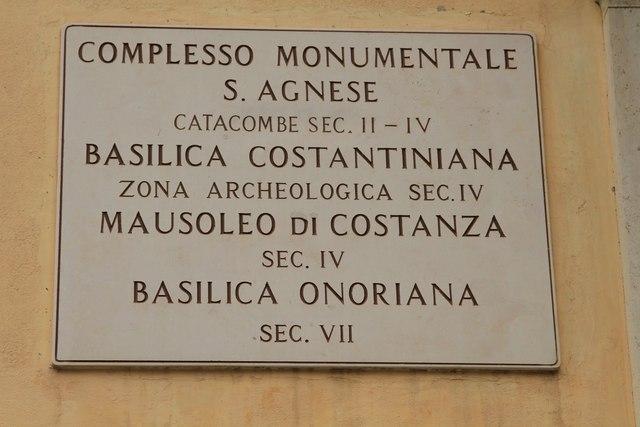 COMPLESSO MONUMENTALE
S. AGNESE
CATACOMBE SEC. II – IV
BASILICA COSTANTINIANA
ZONA ARCHEOLOGICA SEC. IV
MAUSOLEO DI COSTANZA
SEC. IV
BASILICA ONORIANA
SEC. VII